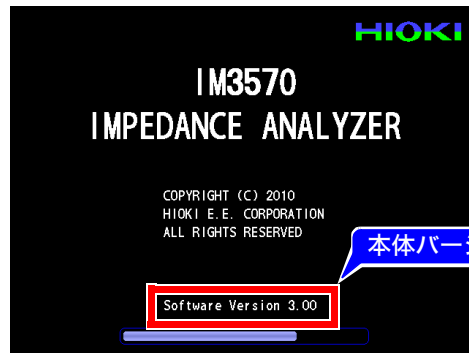 HIOKI
IM3570
IMPEDANCE ANALYZER
COPYRIGHT (C) 2010
HIOKI E.E. CORPORATION
ALL RIGHTS RESERVED
本体バー
Software Version 3.00